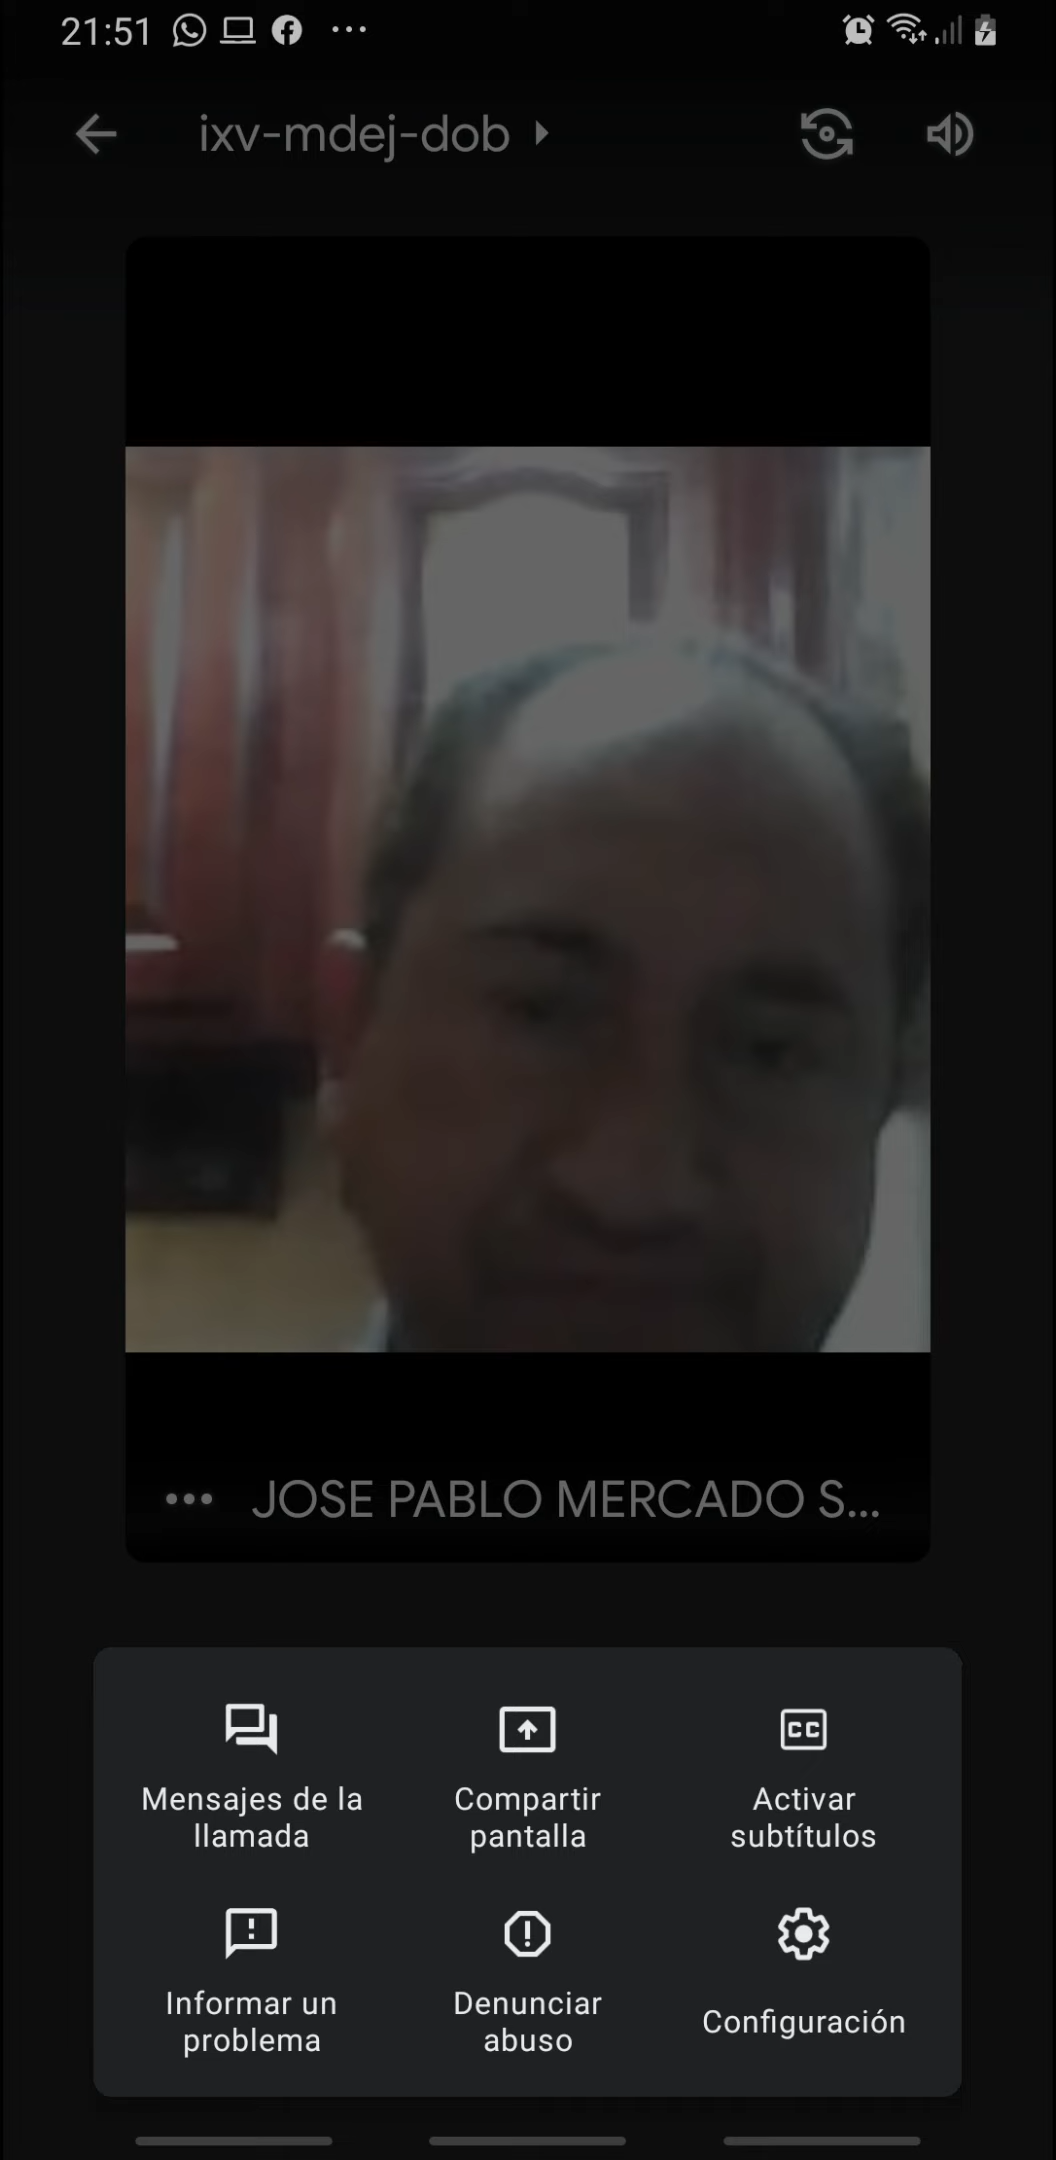 21:51
ixv-mdej-dob
JOSE PABLO MERCADO S...
Mensajes de la
llamada
Compartir
pantalla
CC
Activar
subtítulos
Informar un
problema
Denunciar
abuso
Configuración